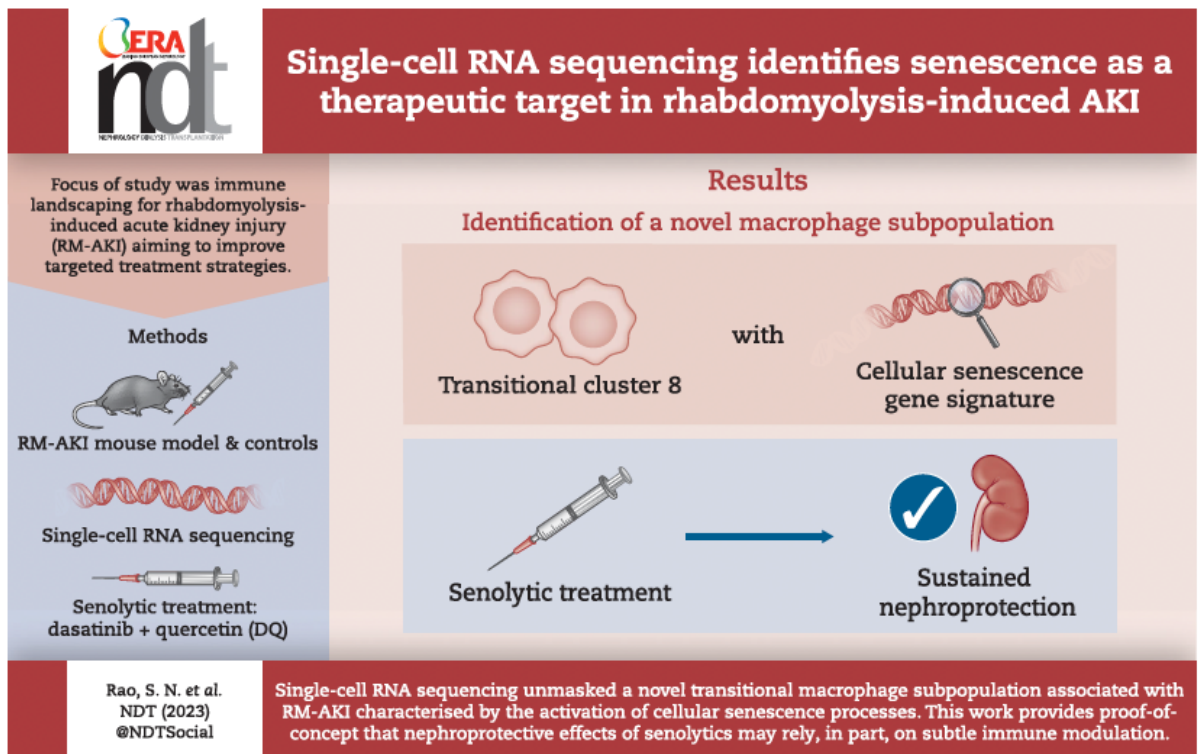 ERA
ndt
NEPHROLOGY DIALYSIS TRANSPLANTATION
Single-cell RNA sequencing identifies senescence as a
therapeutic target in rhabdomyolysis-induced AKI
Focus of study was immune
landscaping for rhabdomyolysis-
induced acute kidney injury
(RM-AKI) aiming to improve
targeted treatment strategies.
Methods
RM-AKI mouse model & controls
Single-cell RNA sequencing
Senolytic treatment:
dasatinib + quercetin (DQ)
Results
Identification of a novel macrophage subpopulation
Transitional cluster 8
with
Cellular senescence
gene signature
Senolytic treatment
Sustained
nephroprotection
Rao, S. N. et al.
NDT (2023)
@NDTSocial
Single-cell RNA sequencing unmasked a novel transitional macrophage subpopulation associated with
RM-AKI characterised by the activation of cellular senescence processes. This work provides proof-of-
concept that nephroprotective effects of senolytics may rely, in part, on subtle immune modulation.